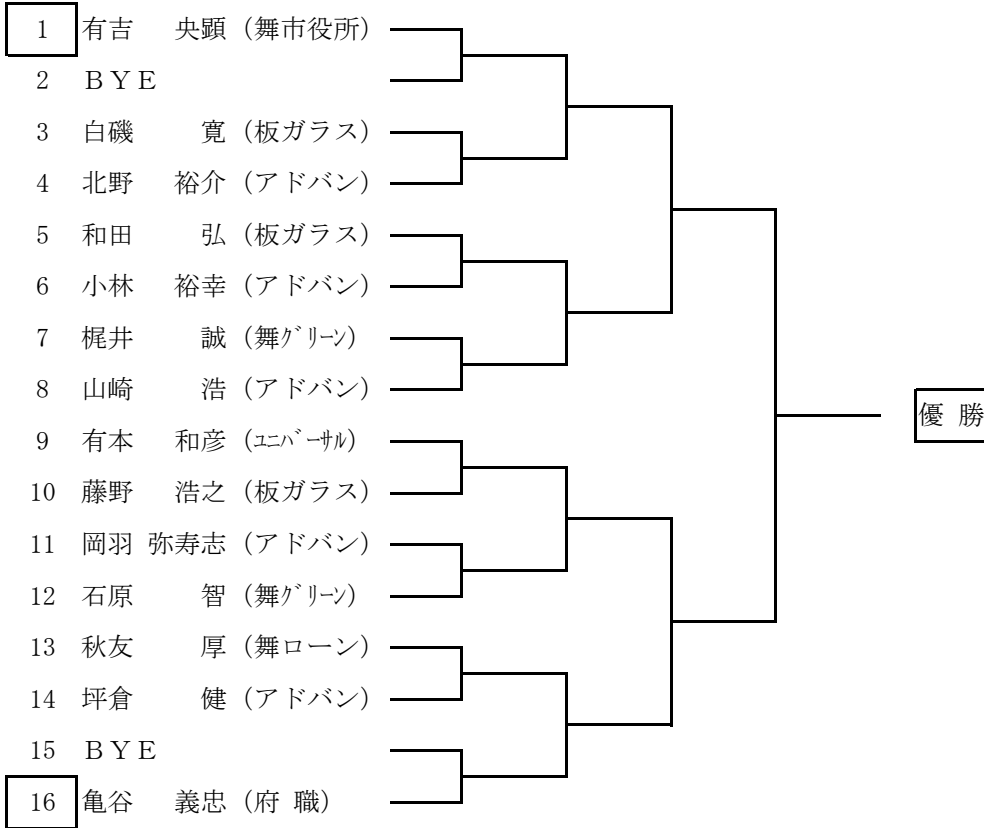 1 有吉 央顕 (舞市役所)
2 ＢＹＥ
3 白磯 寛 (板ガラス)
4 北野 裕介 (アドバン)
5 和田 弘 (板ガラス)
6 小林 裕幸 (アドバン)
7 梶井 誠 (舞ｸﾞﾘｰﾝ)
8 山崎 浩 (アドバン)
9 有本 和彦 (ﾕﾆﾊﾞｰｻﾙ)
優 勝
10 藤野 浩之 (板ガラス)
11 岡羽 弥寿志 (アドバン)
12 石原 智 (舞ｸﾞﾘｰﾝ)
13 秋友 厚 (舞ローン)
14 坪倉 健 (アドバン)
15 ＢＹＥ
16 亀谷 義忠 (府 職)